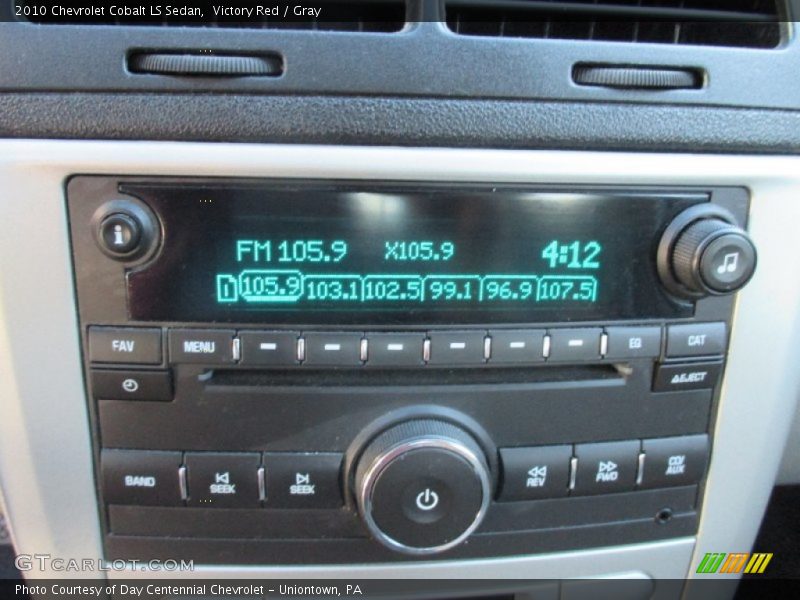 2010 Chevrolet Cobalt LS Sedan, Victory Red / Gray
i
FM 105.9 X105.9 4:12
1 105.9 103.1 102.5 99.1 96.9 107.5
FAV MENU EQ CAT
EJECT
BAND SEEK SEEK REV FWD CD/
AUX
GTCARLOT.COM
Photo Courtesy of Day Centennial Chevrolet - Uniontown, PA